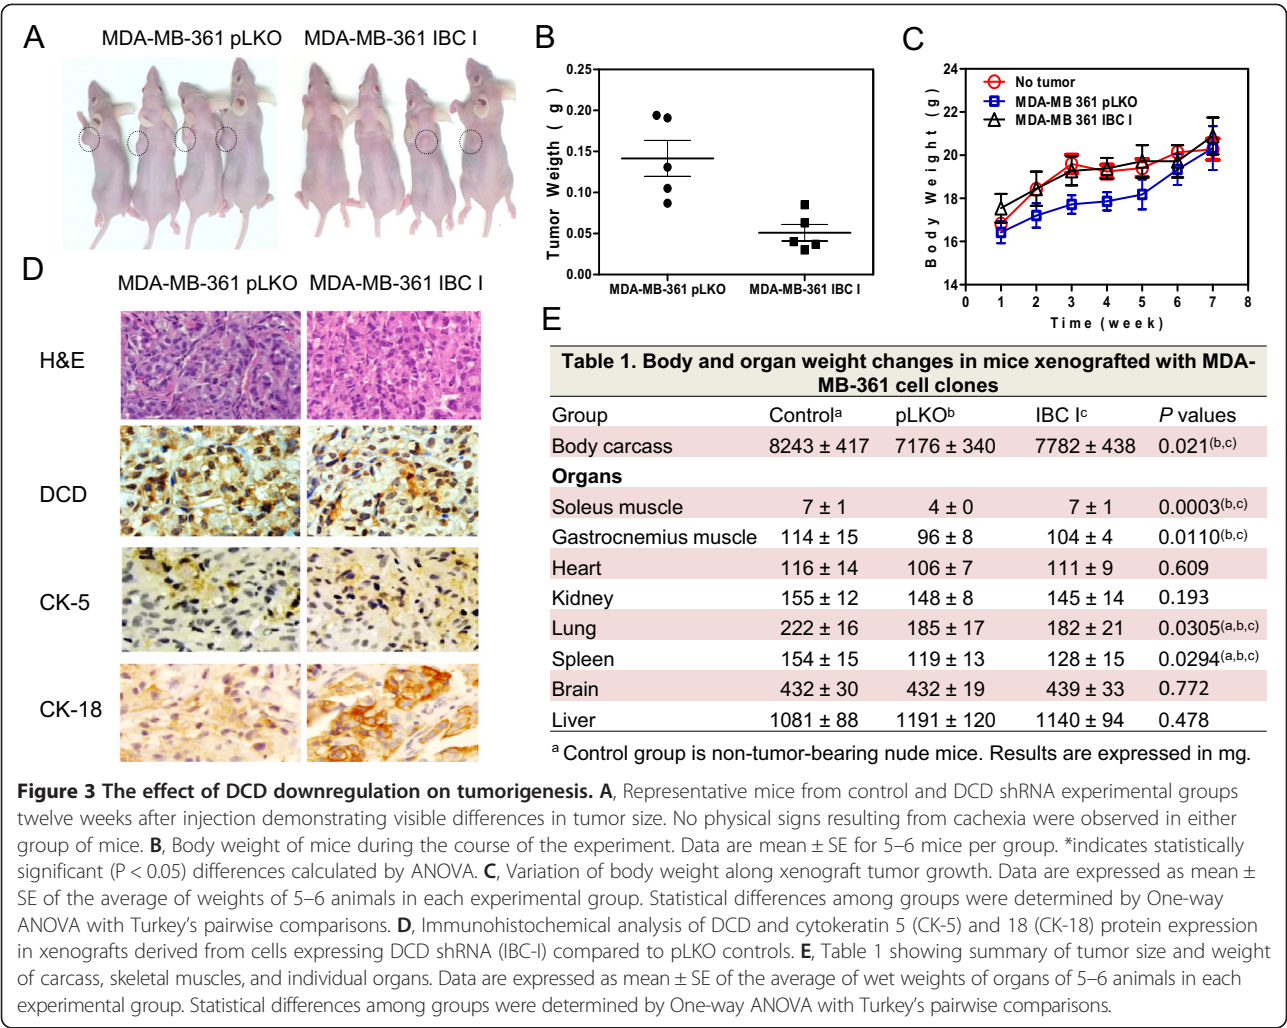 A
MDA-MB-361 pLKO
MDA-MB-361 IBC I
B
Tumor Weigth ( g )
0.25
0.20
0.15
0.10
0.05
0.00
MDA-MB-361 pLKO
MDA-MB-361 IBC I
C
Body Weight ( g )
24
22
20
18
16
14
No tumor
MDA-MB 361 pLKO
MDA-MB 361 IBC I
0 1 2 3 4 5 6 7 8
Time (week)
D
MDA-MB-361 pLKO
MDA-MB-361 IBC I
H&E
DCD
CK-5
CK-18
E
Table 1. Body and organ weight changes in mice xenografted with MDA-
MB-361 cell clones
Group Controlᵃ pLKOᵇ IBC Iᶜ P values
Body carcass 8243 ± 417 7176 ± 340 7782 ± 438 0.021(b,c)
Organs
Soleus muscle 7 ± 1 4 ± 0 7 ± 1 0.0003(b,c)
Gastrocnemius muscle 114 ± 15 96 ± 8 104 ± 4 0.0110(b,c)
Heart 116 ± 14 106 ± 7 111 ± 9 0.609
Kidney 155 ± 12 148 ± 8 145 ± 14 0.193
Lung 222 ± 16 185 ± 17 182 ± 21 0.0305(a,b,c)
Spleen 154 ± 15 119 ± 13 128 ± 15 0.0294(a,b,c)
Brain 432 ± 30 432 ± 19 439 ± 33 0.772
Liver 1081 ± 88 1191 ± 120 1140 ± 94 0.478
ᵃ Control group is non-tumor-bearing nude mice. Results are expressed in mg.
Figure 3 The effect of DCD downregulation on tumorigenesis. A, Representative mice from control and DCD shRNA experimental groups
twelve weeks after injection demonstrating visible differences in tumor size. No physical signs resulting from cachexia were observed in either
group of mice. B, Body weight of mice during the course of the experiment. Data are mean ± SE for 5–6 mice per group. *indicates statistically
significant (P < 0.05) differences calculated by ANOVA. C, Variation of body weight along xenograft tumor growth. Data are expressed as mean ±
SE of the average of weights of 5–6 animals in each experimental group. Statistical differences among groups were determined by One-way
ANOVA with Turkey's pairwise comparisons. D, Immunohistochemical analysis of DCD and cytokeratin 5 (CK-5) and 18 (CK-18) protein expression
in xenografts derived from cells expressing DCD shRNA (IBC-I) compared to pLKO controls. E, Table 1 showing summary of tumor size and weight
of carcass, skeletal muscles, and individual organs. Data are expressed as mean ± SE of the average of wet weights of organs of 5–6 animals in each
experimental group. Statistical differences among groups were determined by One-way ANOVA with Turkey's pairwise comparisons.